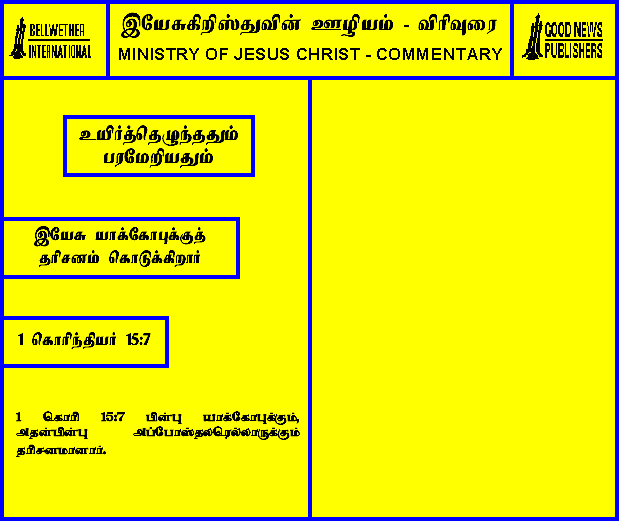 BELLWETHER
INTERNATIONAL
இயேசுகிறிஸ்துவின் ஊழியம் - விரிவுரை
MINISTRY OF JESUS CHRIST - COMMENTARY
GOOD NEWS
PUBLISHERS
உயிர்த்தெழுந்ததும்
பரமேறியதும்
இயேசு யாக்கோபுக்குத்
தரிசனம் கொடுக்கிறார்
1 கொரிந்தியர் 15:7
1 கொரி 15:7 பின்பு யாக்கோபுக்கும்,
அதன்பின்பு அப்போஸ்தலரெல்லாருக்கும்
தரிசனமானார்.